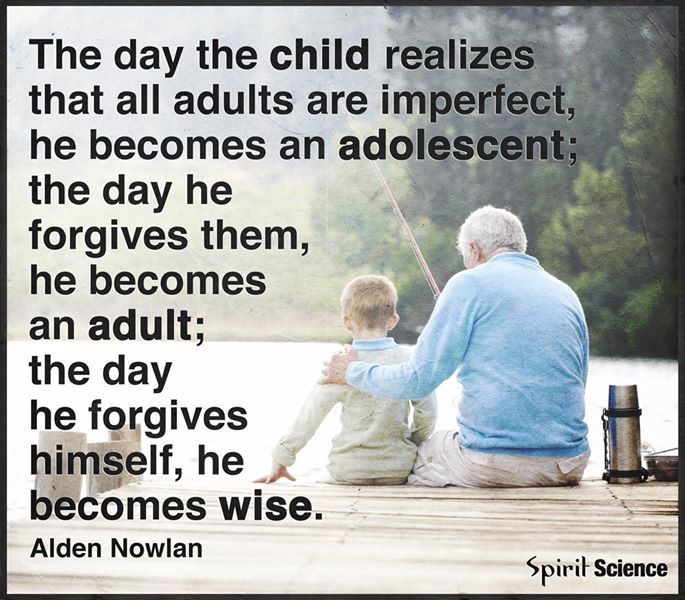 The day the child realizes
that all adults are imperfect,
he becomes an adolescent;
the day he
forgives them,
he becomes
an adult;
the day
he forgives
himself, he
becomes wise.
Alden Nowlan
Spirit Science